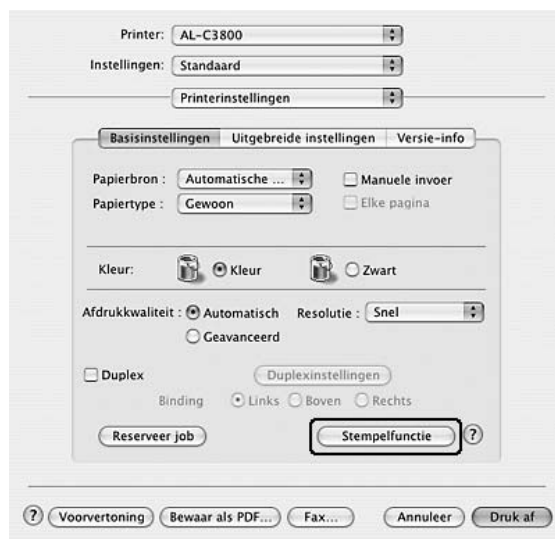 Printer: AL-C3800
Instellingen: Standaard
Printerinstellingen
Basisinstellingen Uitgebreide instellingen Versie-info
Papierbron : Automatische ... Manuele invoer
Papiertype : Gewoon Elke pagina
Kleur: Kleur Zwart
Afdrukkwaliteit : Automatisch Resolutie : Snel
Geavanceerd
Duplex Duplexinstellingen
Binding Links Boven Rechts
Reserveer job Stempelfunctie ?
? Voorvertoning Bewaar als PDF... Fax... Annuleer Druk af